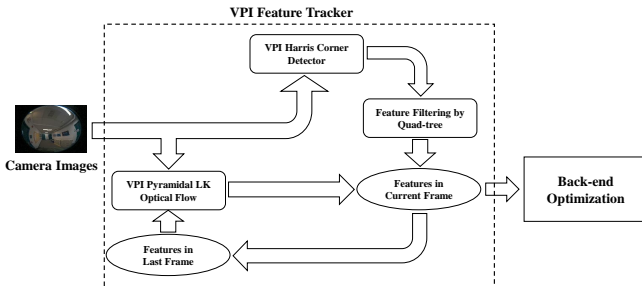 VPI Feature Tracker
VPI Harris Corner
Detector
Feature Filtering by
Quad-tree
Camera Images
VPI Pyramidal LK
Optical Flow
Features in
Current Frame
Back-end
Optimization
Features in
Last Frame